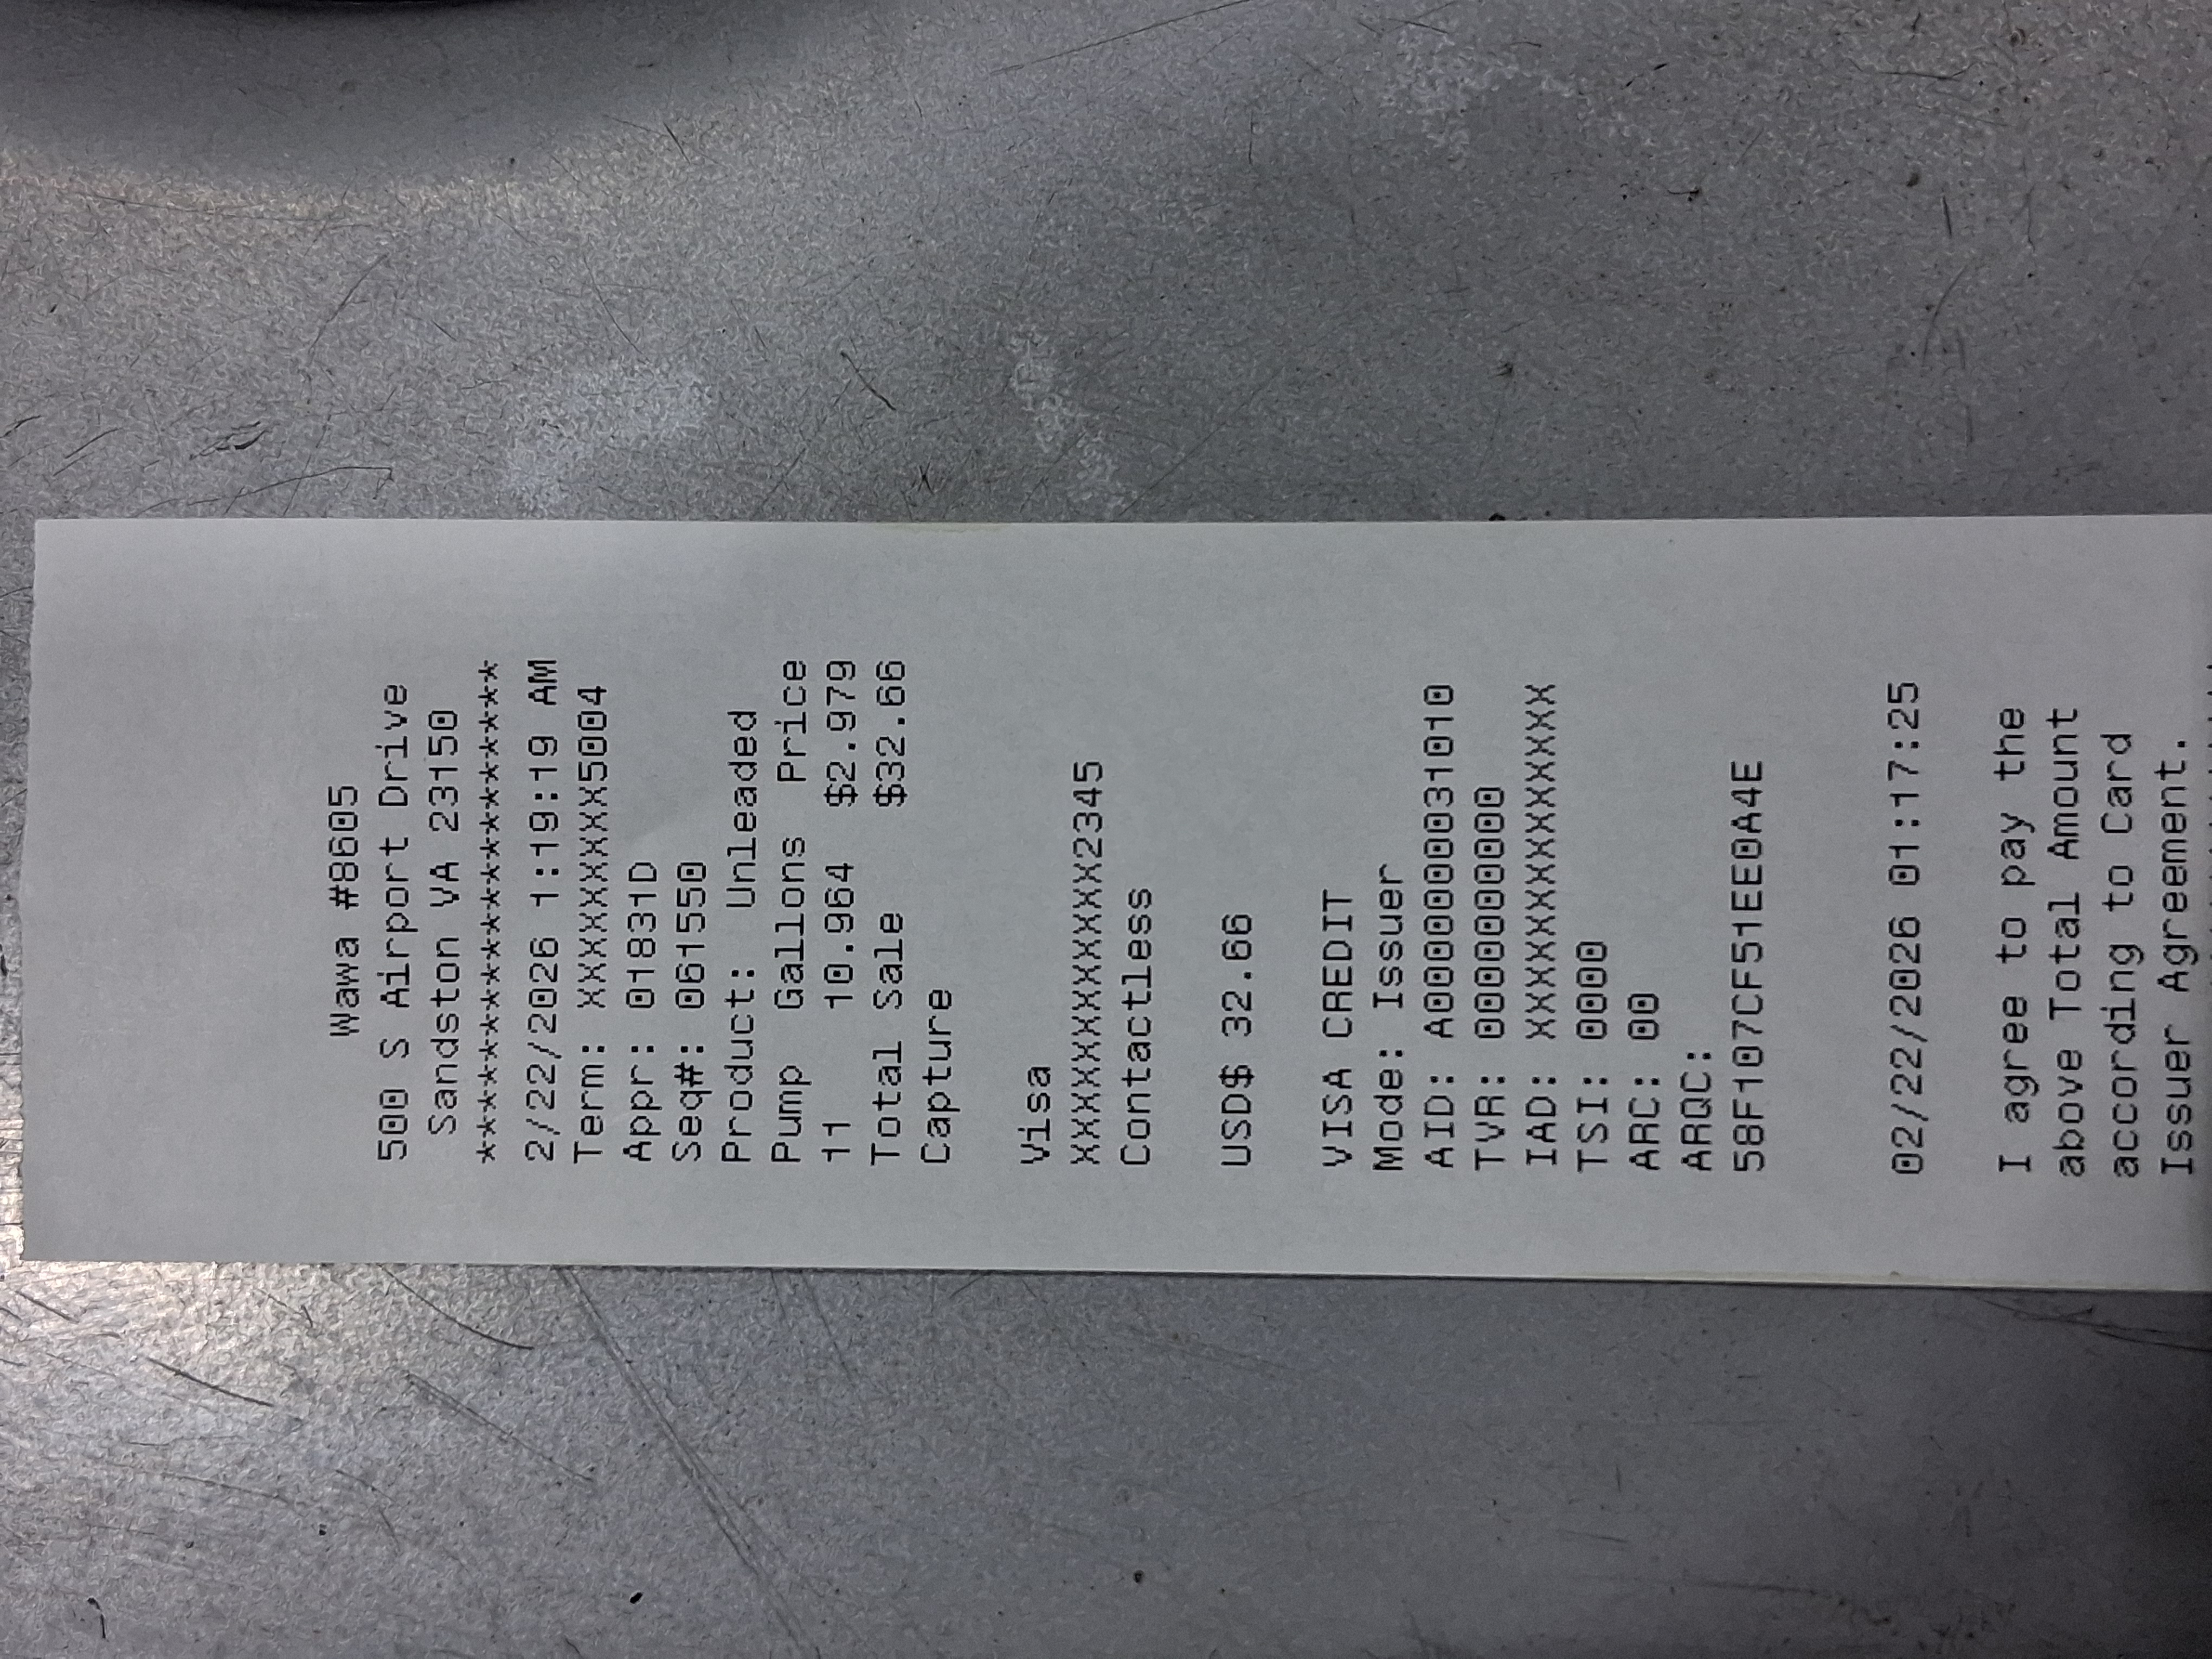 Wawa #8605
500 S Airport Drive
Sandston VA 23150
********************
2/22/2026 1:19:19 AM
Term: XXXXXXXXX5004
Appr: 01831D
Seq#: 061550
Product:  Unleaded
Pump  Gallons  Price
11    10.964  $2.979
Total Sale    $32.66
Capture
Visa
XXXXXXXXXXXX2345
Contactless
USD$ 32.66
VISA CREDIT
Mode: Issuer
AID: A0000000031010
TVR: 0000000000
IAD: XXXXXXXXXXXXXX
TSI: 0000
ARC: 00
ARQC:
58F107CF51EE0A4E
02/22/2026 01:17:25
I agree to pay the
above Total Amount
according to Card
Issuer Agreement.